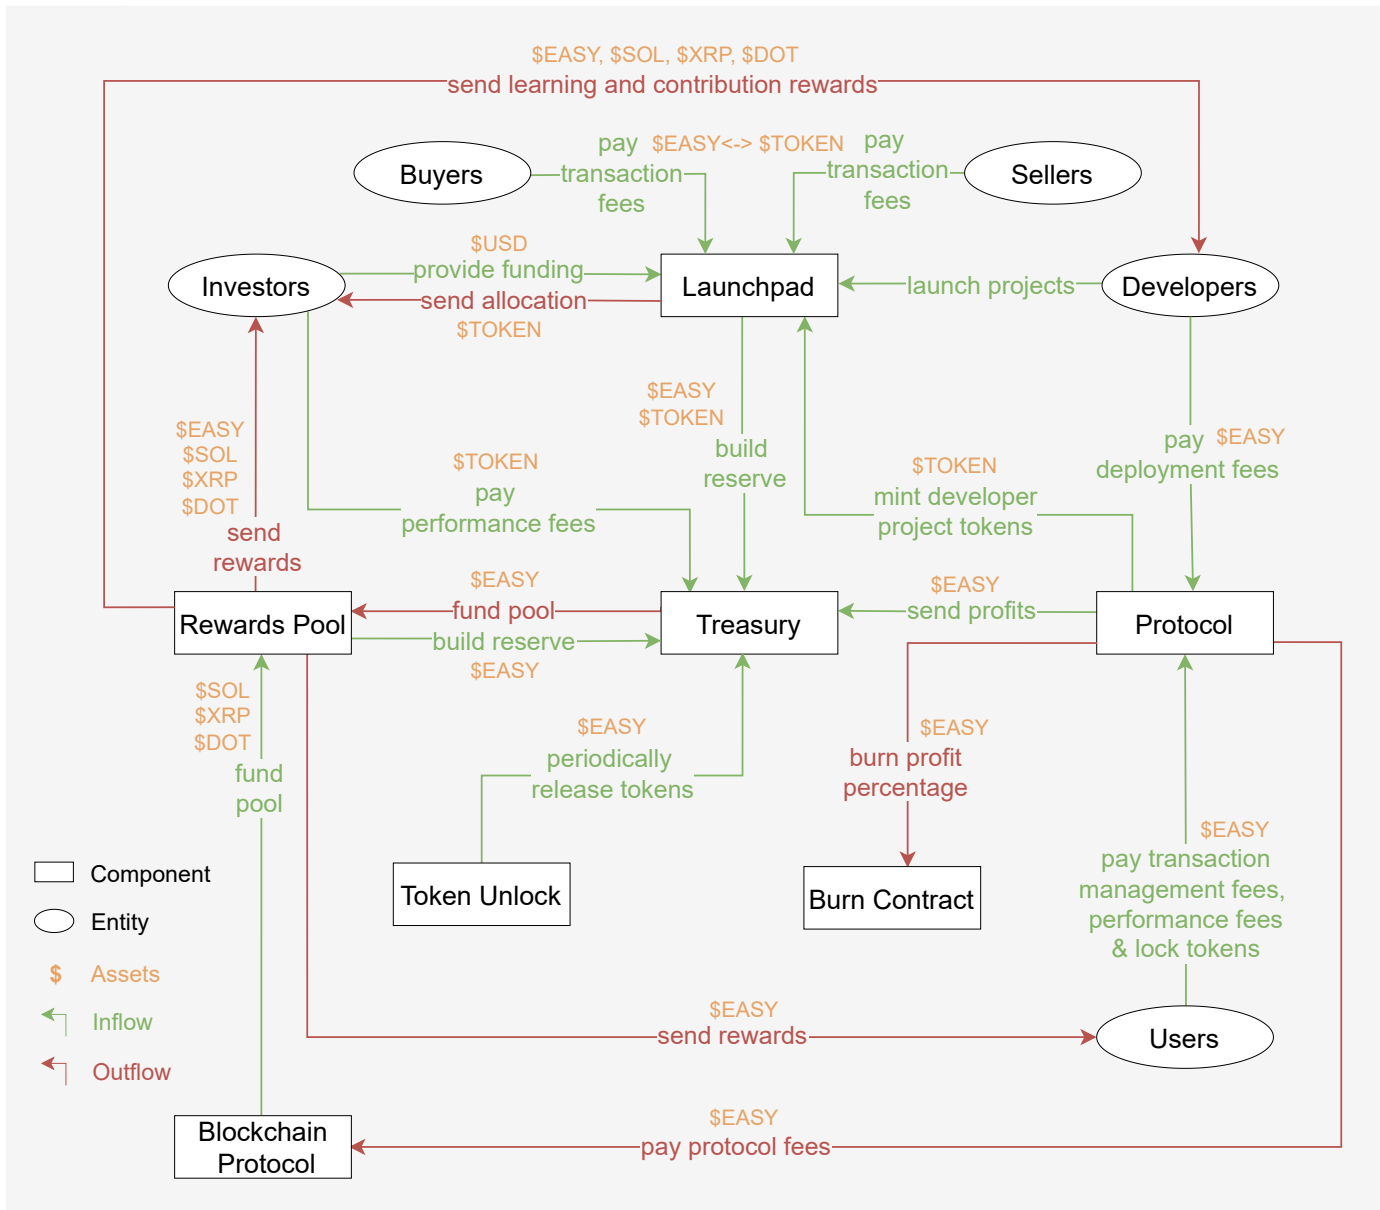 $EASY, $SOL, $XRP, $DOT
send learning and contribution rewards
Buyers
pay
transaction
fees
$EASY<-> $TOKEN
pay
transaction
fees
Sellers
Investors
$USD
provide funding
send allocation
$TOKEN
Launchpad
launch projects
Developers
$EASY
$SOL
$XRP
$DOT
send
rewards
$TOKEN
pay
performance fees
$EASY
$TOKEN
build
reserve
$TOKEN
mint developer
project tokens
pay
$EASY
deployment fees
Rewards Pool
$EASY
fund pool
build reserve
$EASY
Treasury
$EASY
send profits
Protocol
$SOL
$XRP
$DOT
fund
pool
$EASY
periodically
release tokens
$EASY
burn profit
percentage
$EASY
pay transaction
management fees,
performance fees
& lock tokens
Token Unlock
Burn Contract
Component
Entity
$ Assets
Inflow
Outflow
$EASY
send rewards
Users
Blockchain
Protocol
$EASY
pay protocol fees